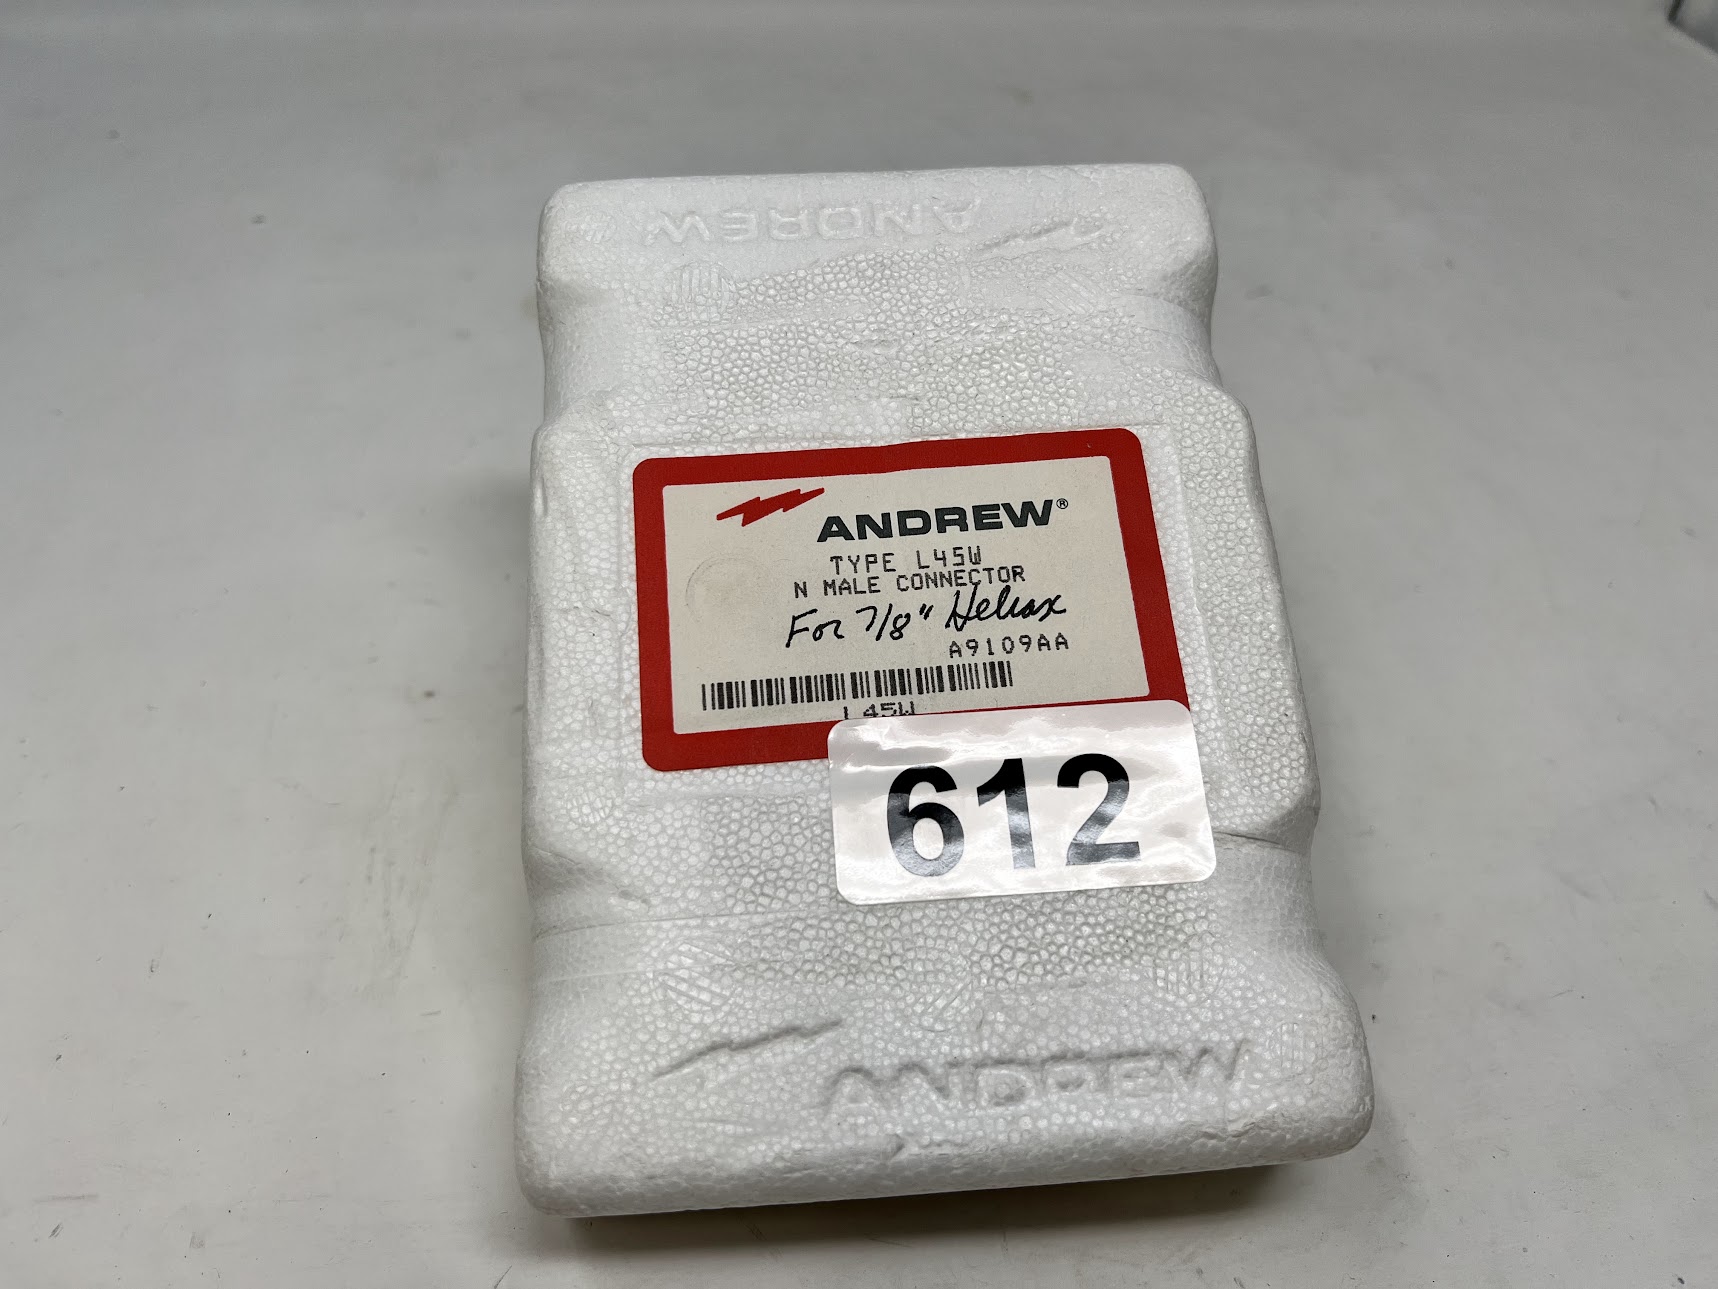 ANDREW
ANDREW®
TYPE L45W
N MALE CONNECTOR
For 7/8" Heliax
A9109AA
L45W
612
ANDREW